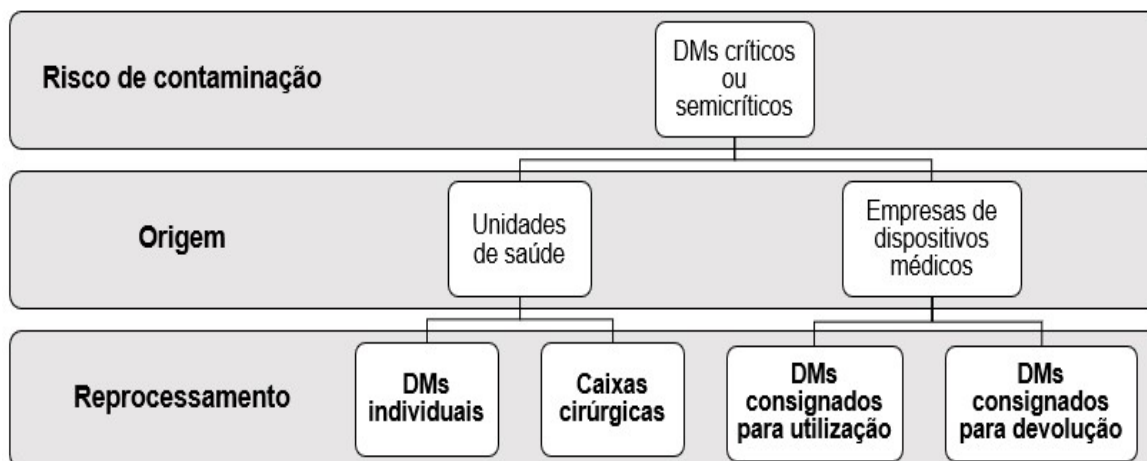 Risco de contaminação
DMs críticos
ou
semicríticos
Origem
Unidades
de saúde
Empresas de
dispositivos
médicos
Reprocessamento
DMs
individuais
Caixas
cirúrgicas
DMs
consignados
para utilização
DMs
consignados
para devolução